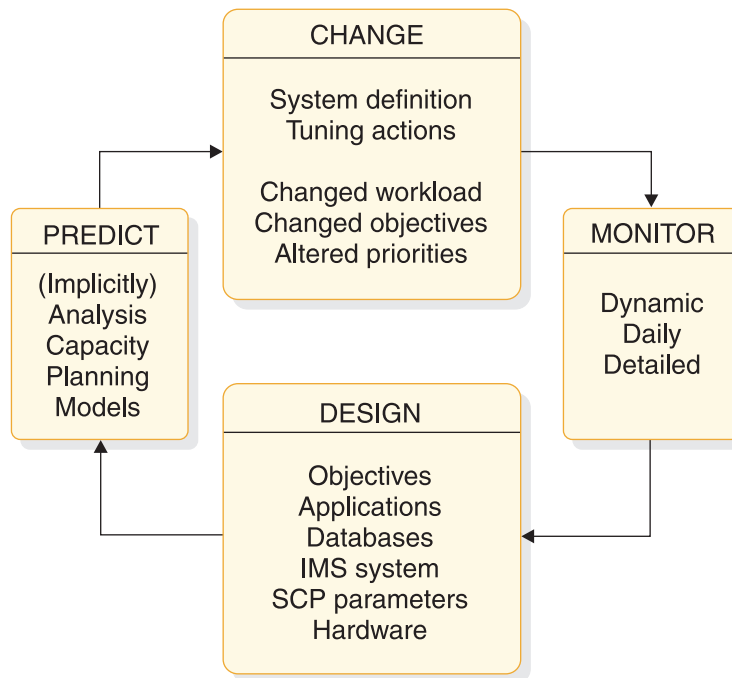 CHANGE
System definition
Tuning actions
Changed workload
Changed objectives
Altered priorities
PREDICT
(Implicitly)
Analysis
Capacity
Planning
Models
MONITOR
Dynamic
Daily
Detailed
DESIGN
Objectives
Applications
Databases
IMS system
SCP parameters
Hardware